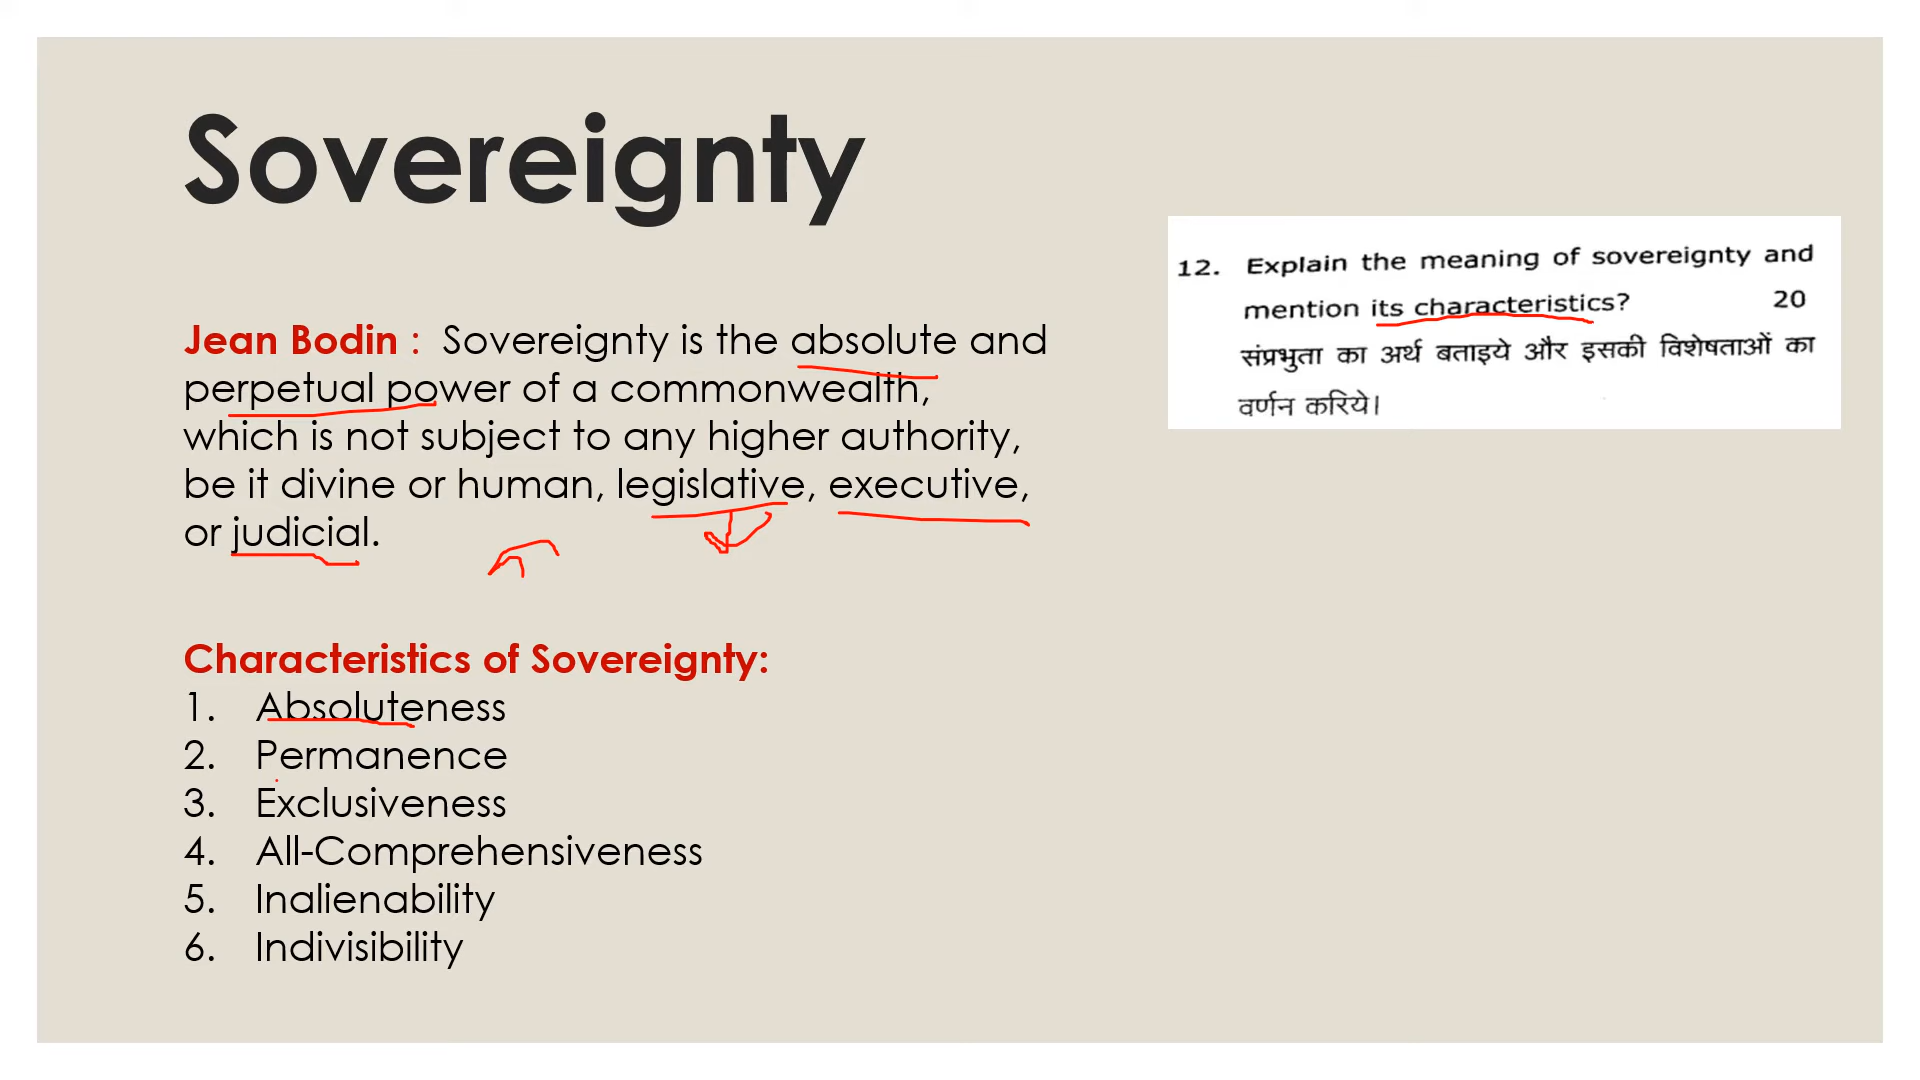 Sovereignty
Jean Bodin : Sovereignty is the absolute and
perpetual power of a commonwealth,
which is not subject to any higher authority,
be it divine or human, legislative, executive,
or judicial.
Characteristics of Sovereignty:
1. Absoluteness
2. Permanence
3. Exclusiveness
4. All-Comprehensiveness
5. Inalienability
6. Indivisibility
12. Explain the meaning of sovereignty and
mention its characteristics? 20
संप्रभुता का अर्थ बताइये और इसकी विशेषताओं का
वर्णन करिये।